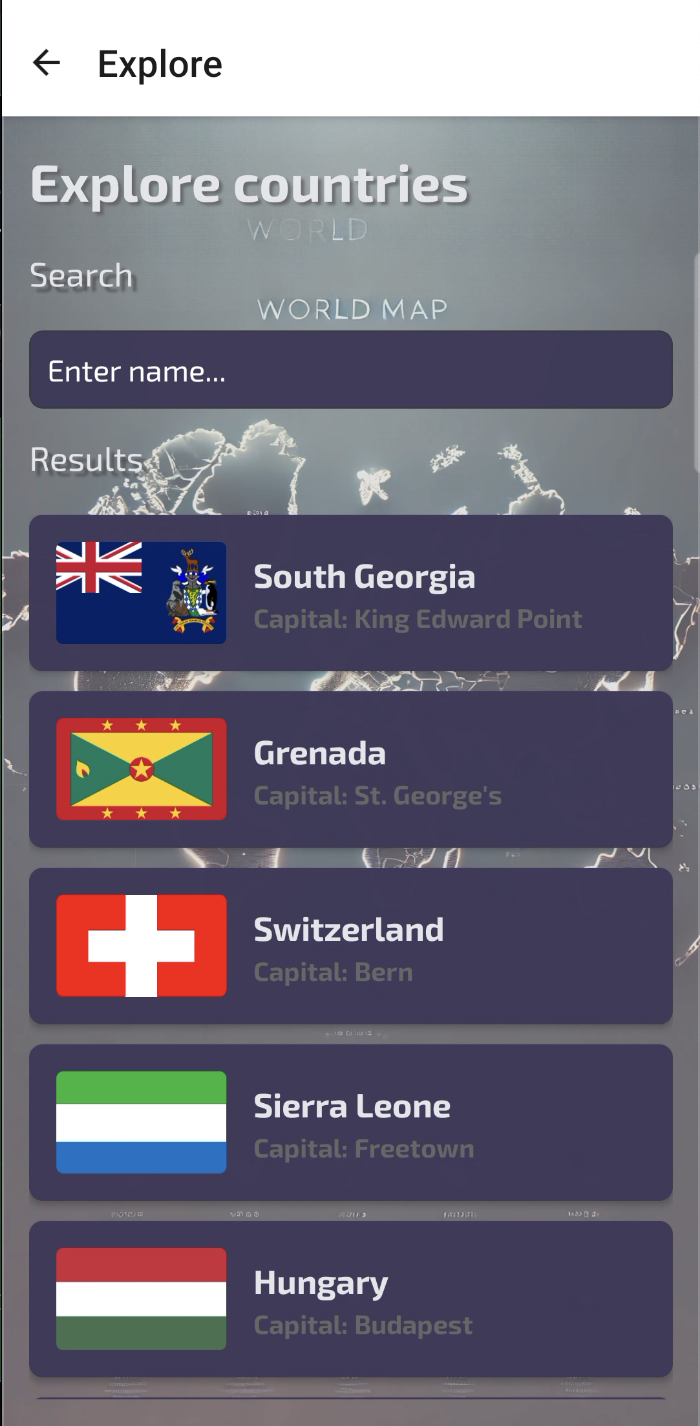 Explore
Explore countries
WORLD
Search
WORLD MAP
Enter name...
Results
South Georgia
Capital: King Edward Point
Grenada
Capital: St. George's
Switzerland
Capital: Bern
Sierra Leone
Capital: Freetown
Hungary
Capital: Budapest